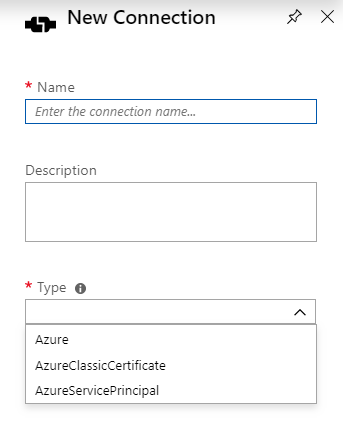 New Connection
* Name
Enter the connection name...
Description
* Type
Azure
AzureClassicCertificate
AzureServicePrincipal